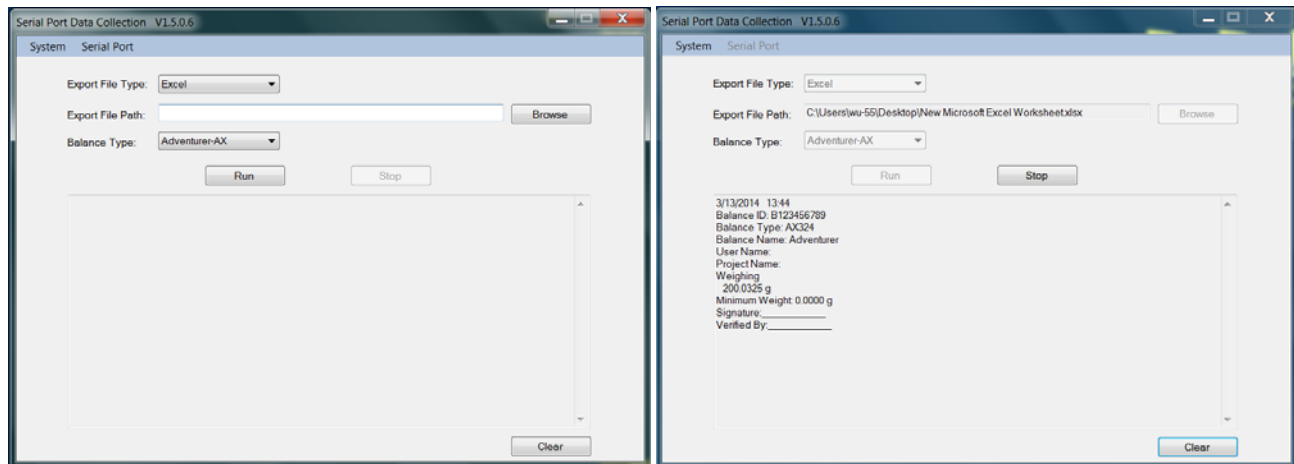 Serial Port Data Collection V1.5.0.6
System Serial Port
Export File Type: Excel
Export File Path: Browse
Balance Type: Adventurer-AX
Run Stop
Clear
Serial Port Data Collection V1.5.0.6
System Serial Port
Export File Type: Excel
Export File Path: C:\Users\wu-55\Desktop\New Microsoft Excel Worksheet.xlsx Browse
Balance Type: Adventurer-AX
Run Stop
3/13/2014 13:44
Balance ID: B123456789
Balance Type: AX324
Balance Name: Adventurer
User Name:
Project Name:
Weighing
200.0325 g
Minimum Weight: 0.0000 g
Signature:____________
Verified By:____________
Clear